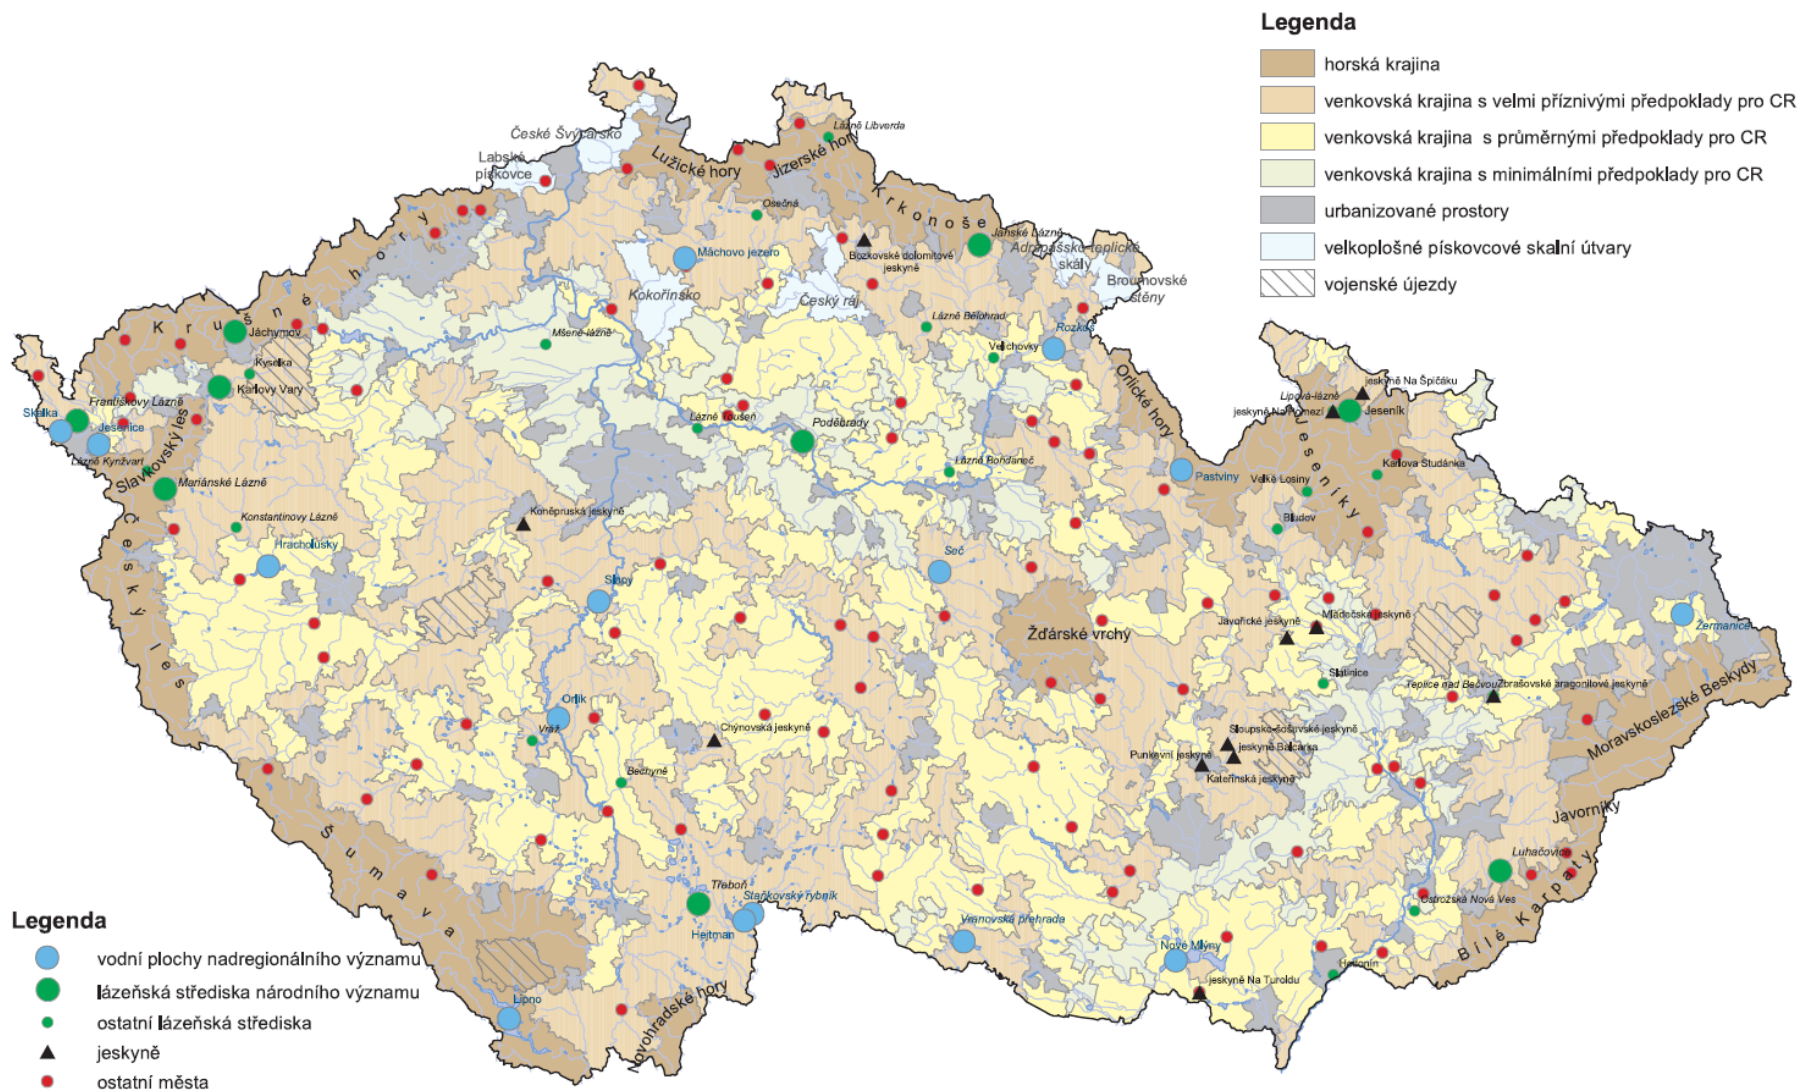 Legenda
horská krajina
venkovská krajina s velmi příznivými předpoklady pro CR
venkovská krajina s průměrnými předpoklady pro CR
venkovská krajina s minimálními předpoklady pro CR
urbanizované prostory
velkoplošné pískovcové skalní útvary
vojenské újezdy
České Švýcarsko
Labské
pískovce
Lužické hory
Jizerské hory
Lázně Libverda
Krkonoše
Osečná
Janské Lázně
Máchovo jezero
Bozkovské dolomitové
jeskyně
Adršpašsko-teplické
skály
Broumovské
stěny
Kokořínsko
Český ráj
Krušné hory
Jáchymov
Mšené-lázně
Lázně Bělohrad
Rozkoš
Velichovky
Kyselka
Karlovy Vary
Orlické hory
jeskyně Na Špičáku
Lipová-lázně
jeskyně Na Pomezí
Jeseník
Františkovy Lázně
Skalka
Jesenice
Lázně Toušeň
Poděbrady
Lázně Kynžvart
Slavkovský les
Mariánské Lázně
Lázně Bohdaneč
Pastviny
Jeseníky
Karlova Studánka
Velké Losiny
Bludov
Konstantinovy Lázně
Koněpruská jeskyně
Český les
Hracholusky
Seč
Slapy
Žďárské vrchy
Javoříčské jeskyně
Mladečská jeskyně
Žermanice
Slatinice
Teplice nad Bečvou
Zbrašovské aragonitové jeskyně
Moravskoslezské Beskydy
Orlík
Vráž
Chýnovská jeskyně
Sloupsko-šošůvské jeskyně
jeskyně Balcarka
Punkevní jeskyně
Kateřinská jeskyně
Bechyně
Javorníky
Šumava
Luhačovice
Třeboň
Staňkovský rybník
Hejtman
Ostrožská Nová Ves
Bílé Karpaty
Vranovská přehrada
Nové Mlýny
Hodonín
jeskyně Na Turoldu
Lipno
Novohradské hory
Legenda
vodní plochy nadregionálního významu
lázeňská střediska národního významu
ostatní lázeňská střediska
jeskyně
ostatní města